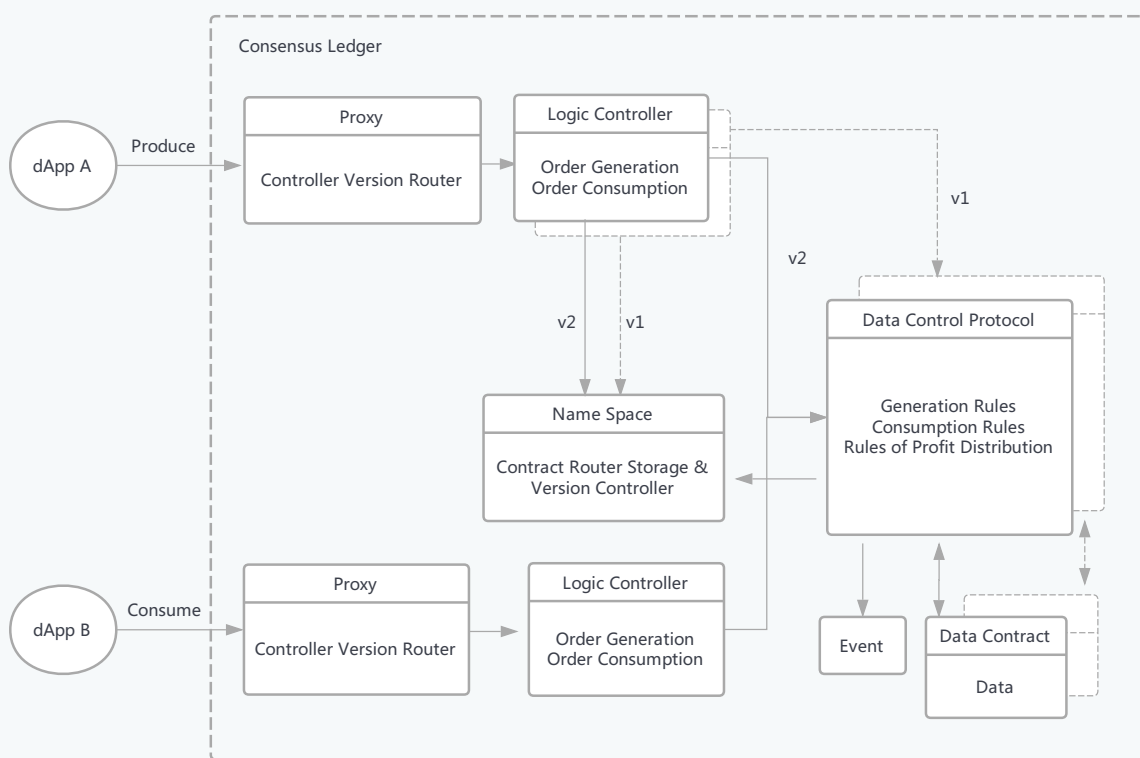 Consensus Ledger
dApp A
Produce
Proxy
Controller Version Router
Logic Controller
Order Generation
Order Consumption
v1
v2
v2
v1
Data Control Protocol
Generation Rules
Consumption Rules
Rules of Profit Distribution
Name Space
Contract Router Storage &
Version Controller
dApp B
Consume
Proxy
Controller Version Router
Logic Controller
Order Generation
Order Consumption
Event
Data Contract
Data